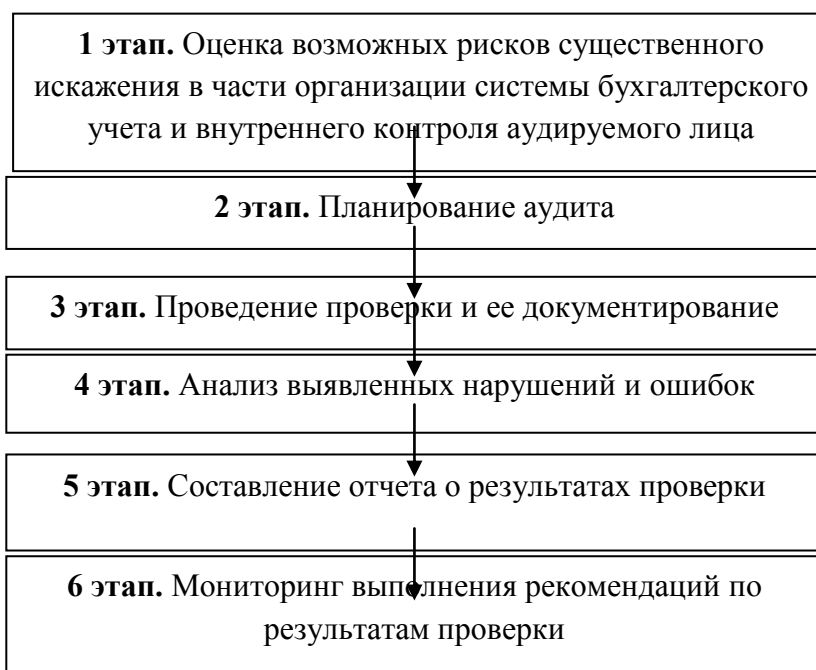 1 этап. Оценка возможных рисков существенного
искажения в части организации системы бухгалтерского
учета и внутреннего контроля аудируемого лица
2 этап. Планирование аудита
3 этап. Проведение проверки и ее документирование
4 этап. Анализ выявленных нарушений и ошибок
5 этап. Составление отчета о результатах проверки
6 этап. Мониторинг выполнения рекомендаций по
результатам проверки